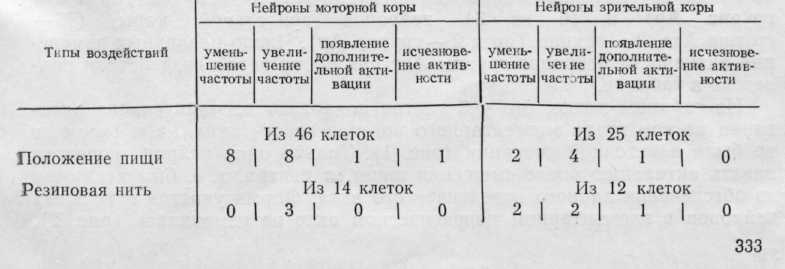 Нейроны моторной коры | Нейроны зрительной коры
Типы воздействий | умень-шение частоты | увели-чение частоты | появление дополните-льной акти-вации | исчезнове-ние актив-ности | умень-шение частоты | увели-чение частоты | появление дополните-льной акти-вации | исчезнове-ние актив-ности
Из 46 клеток | Из 25 клеток
Положение пищи 8 | 8 | 1 | 1 2 | 4 | 1 | 0
Резиновая нить Из 14 клеток | Из 12 клеток
0 | 3 | 0 | 0 2 | 2 | 1 | 0
333